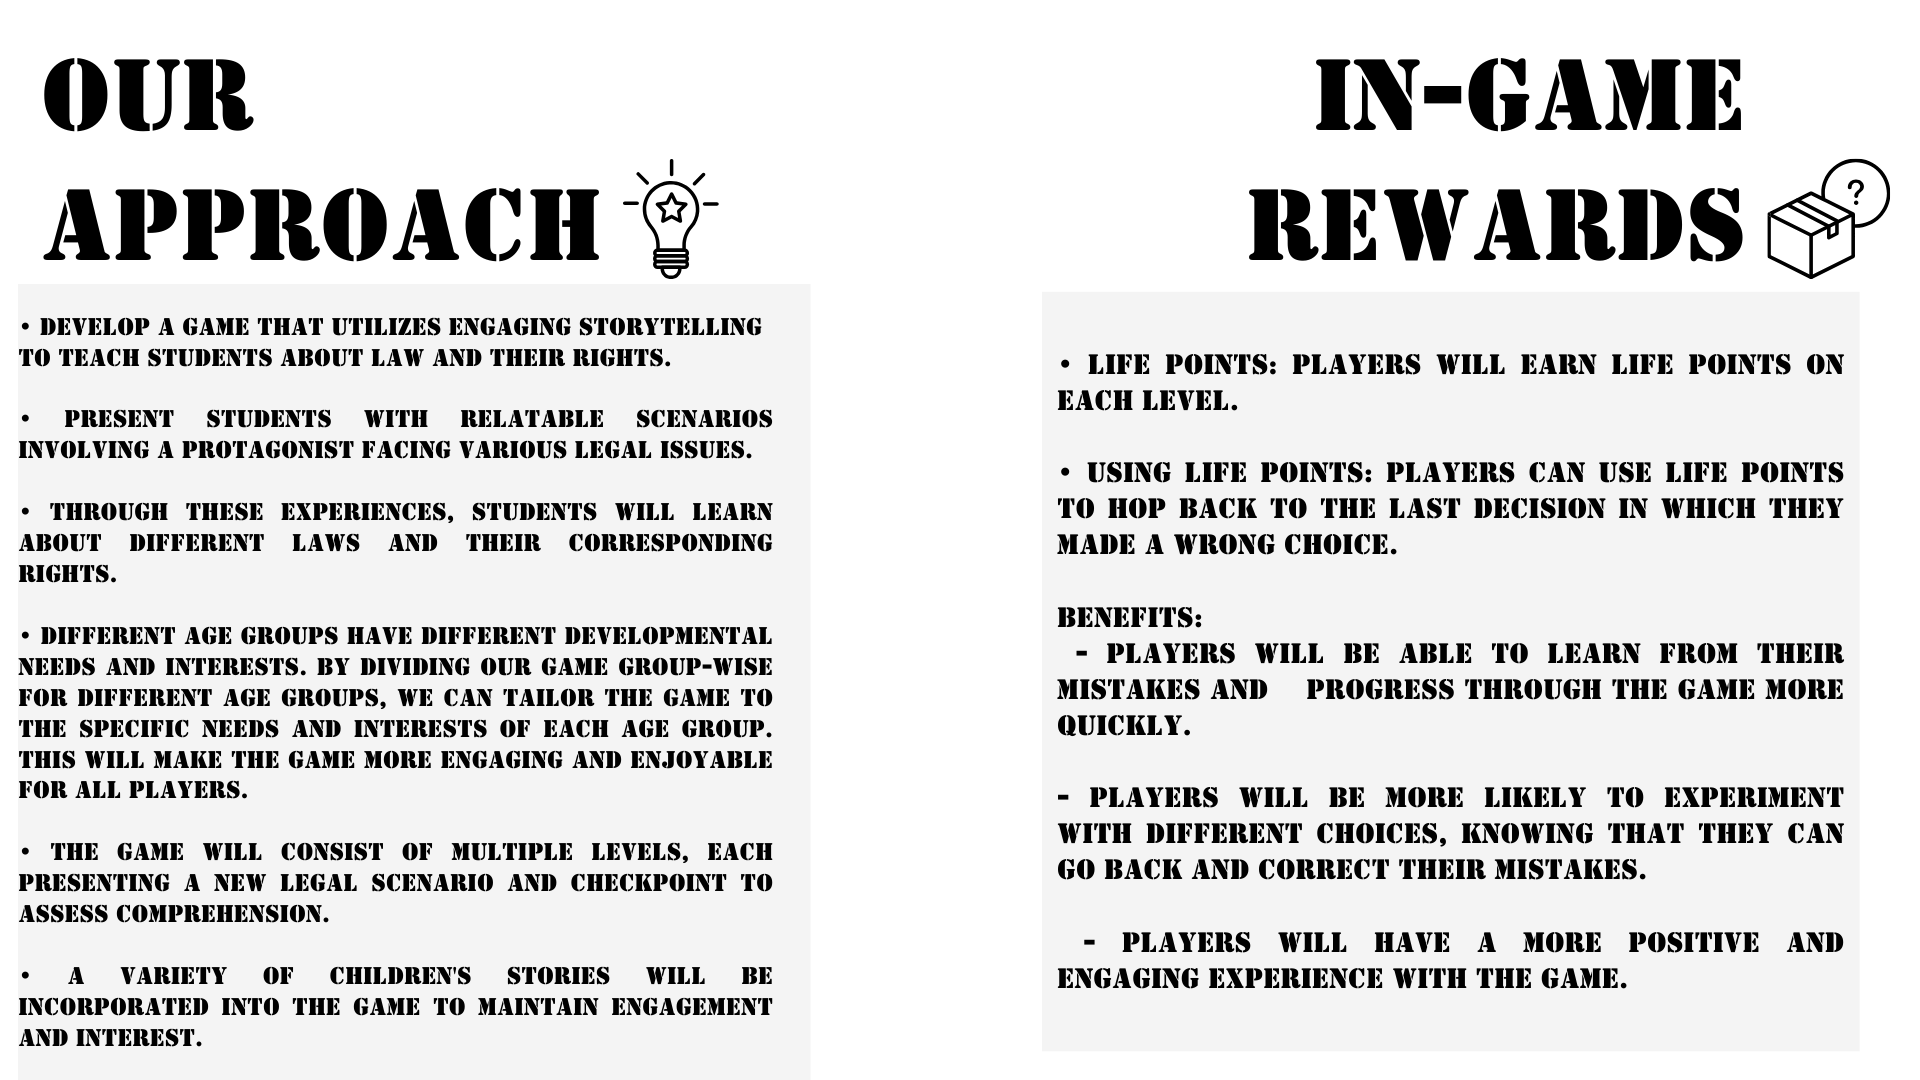 OUR
APPROACH
• DEVELOP A GAME THAT UTILIZES ENGAGING STORYTELLING
TO TEACH STUDENTS ABOUT LAW AND THEIR RIGHTS.
• PRESENT STUDENTS WITH RELATABLE SCENARIOS
INVOLVING A PROTAGONIST FACING VARIOUS LEGAL ISSUES.
• THROUGH THESE EXPERIENCES, STUDENTS WILL LEARN
ABOUT DIFFERENT LAWS AND THEIR CORRESPONDING
RIGHTS.
• DIFFERENT AGE GROUPS HAVE DIFFERENT DEVELOPMENTAL
NEEDS AND INTERESTS. BY DIVIDING OUR GAME GROUP-WISE
FOR DIFFERENT AGE GROUPS, WE CAN TAILOR THE GAME TO
THE SPECIFIC NEEDS AND INTERESTS OF EACH AGE GROUP.
THIS WILL MAKE THE GAME MORE ENGAGING AND ENJOYABLE
FOR ALL PLAYERS.
• THE GAME WILL CONSIST OF MULTIPLE LEVELS, EACH
PRESENTING A NEW LEGAL SCENARIO AND CHECKPOINT TO
ASSESS COMPREHENSION.
• A VARIETY OF CHILDREN'S STORIES WILL BE
INCORPORATED INTO THE GAME TO MAINTAIN ENGAGEMENT
AND INTEREST.
IN-GAME
REWARDS
?
• LIFE POINTS: PLAYERS WILL EARN LIFE POINTS ON
EACH LEVEL.
• USING LIFE POINTS: PLAYERS CAN USE LIFE POINTS
TO HOP BACK TO THE LAST DECISION IN WHICH THEY
MADE A WRONG CHOICE.
BENEFITS:
- PLAYERS WILL BE ABLE TO LEARN FROM THEIR
MISTAKES AND PROGRESS THROUGH THE GAME MORE
QUICKLY.
- PLAYERS WILL BE MORE LIKELY TO EXPERIMENT
WITH DIFFERENT CHOICES, KNOWING THAT THEY CAN
GO BACK AND CORRECT THEIR MISTAKES.
- PLAYERS WILL HAVE A MORE POSITIVE AND
ENGAGING EXPERIENCE WITH THE GAME.